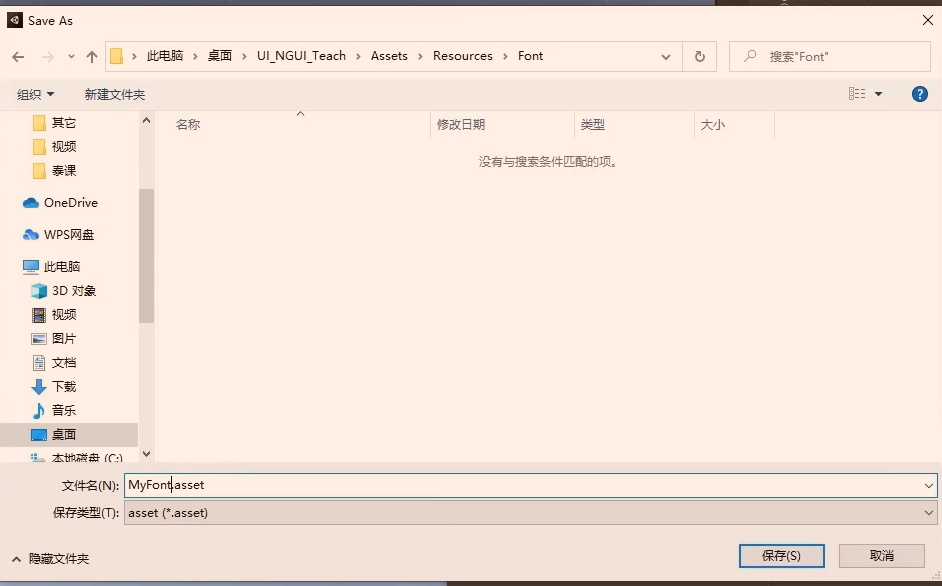 Save As
此电脑 › 桌面 › UI_NGUI_Teach › Assets › Resources › Font
搜索"Font"
组织 新建文件夹
其它
视频
泰课
OneDrive
WPS网盘
此电脑
3D 对象
视频
图片
文档
下载
音乐
桌面
本地磁盘 (C:)
名称 修改日期 类型 大小
没有与搜索条件匹配的项。
文件名(N): MyFont.asset
保存类型(T): asset (*.asset)
隐藏文件夹 保存(S) 取消